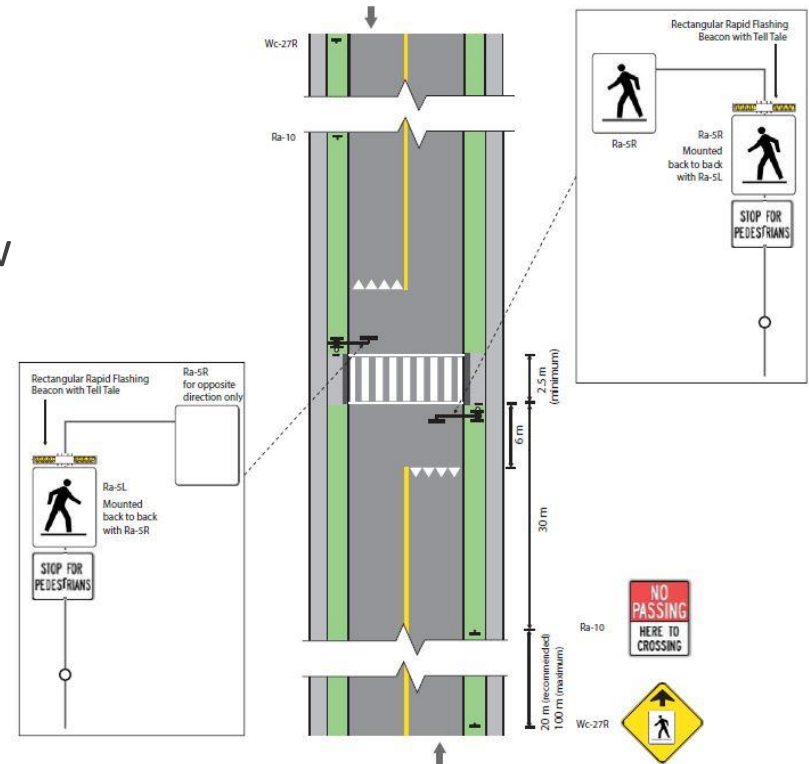 Wc-27R
Ra-10
Rectangular Rapid Flashing
Beacon with Tell Tale
Ra-5R
Ra-5R
Mounted
back to back
with Ra-5L
STOP FOR
PEDESTRIANS
Rectangular Rapid Flashing
Beacon with Tell Tale
Ra-5R
for opposite
direction only
Ra-5L
Mounted
back to back
with Ra-5R
STOP FOR
PEDESTRIANS
2.5 m
(minimum)
6 m
30 m
20 m (recommended)
100 m (maximum)
Ra-10
NO
PASSING
HERE TO
CROSSING
Wc-27R